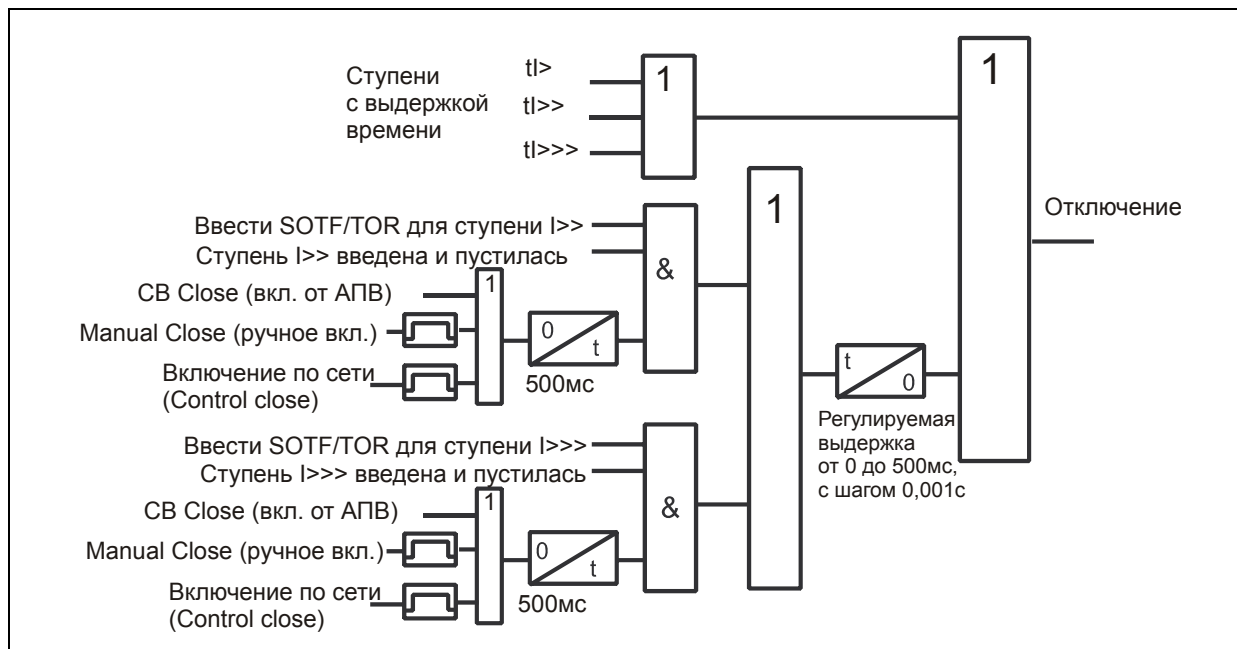 Ступени
с выдержкой
времени
tI>
tI>>
tI>>>
1
1
Отключение
Ввести SOTF/TOR для ступени I>>
Ступень I>> введена и пустилась
CB Close (вкл. от АПВ)
Manual Close (ручное вкл.)
Включение по сети
(Control close)
1
0
t
500мс
&
1
t
0
Регулируемая
выдержка
от 0 до 500мс,
с шагом 0,001с
Ввести SOTF/TOR для ступени I>>>
Ступень I>>> введена и пустилась
CB Close (вкл. от АПВ)
Manual Close (ручное вкл.)
Включение по сети
(Control close)
1
0
t
500мс
&